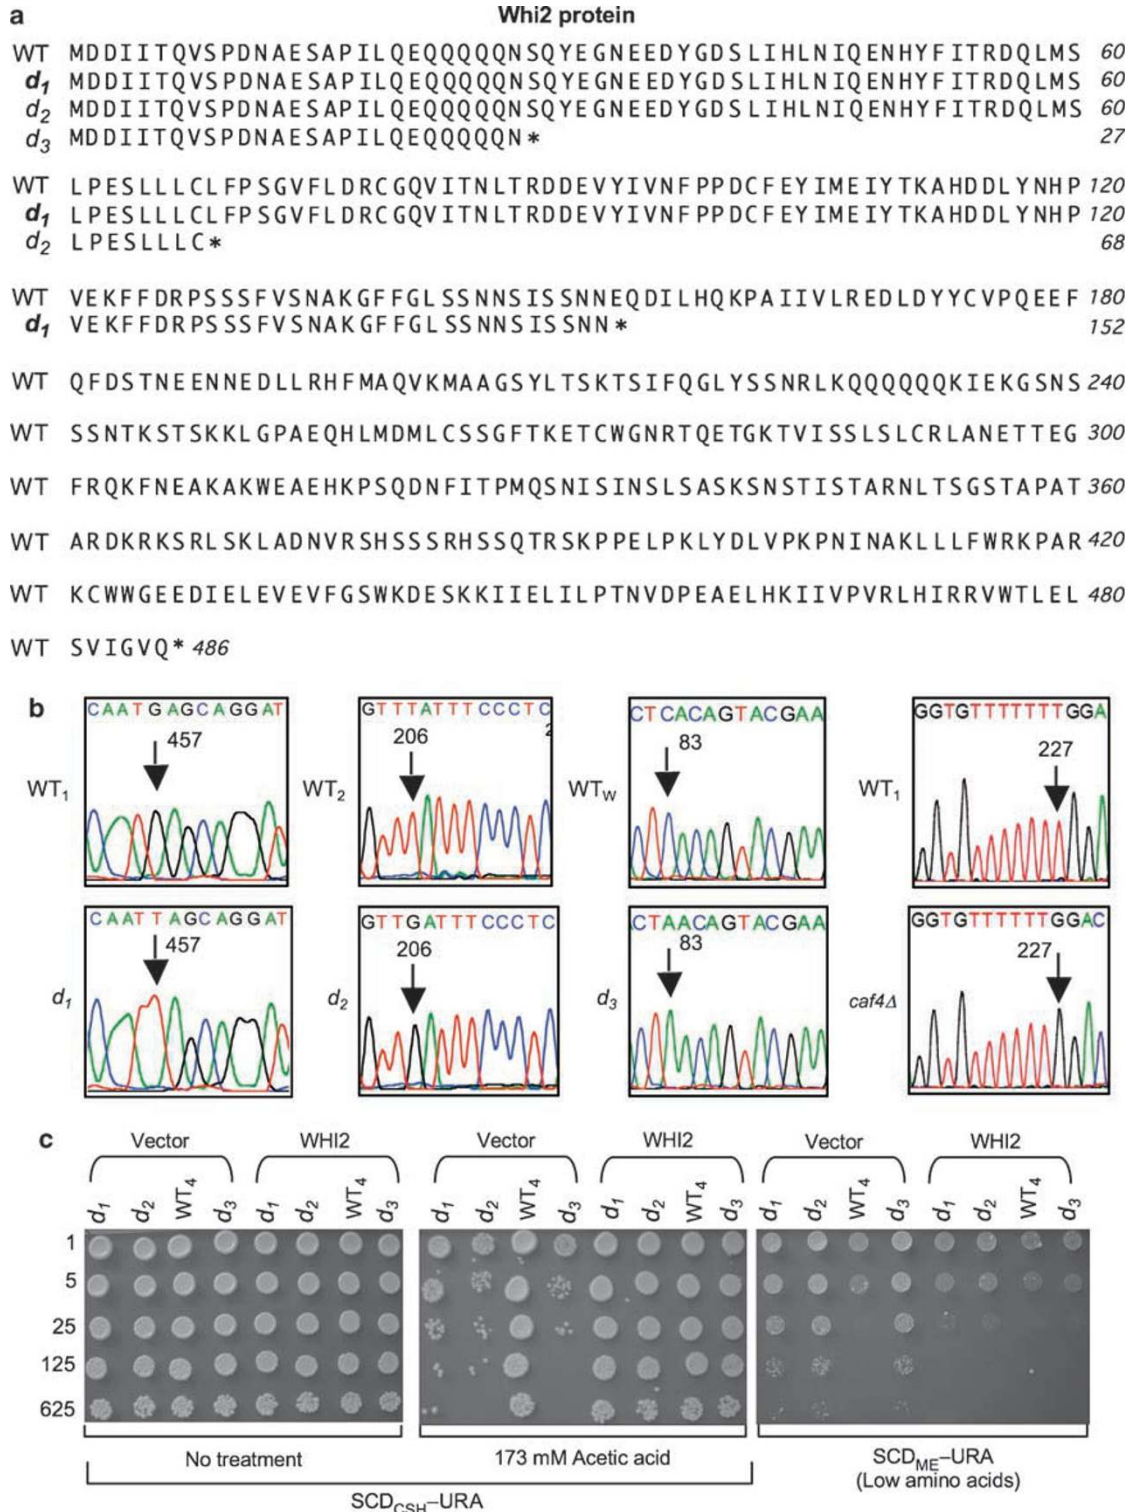 a
Whi2 protein
WT MDDIITQVSPDNAESAPILQEQQQQQNSQYEGNEEDYGDSLIHLNIQENHYFITRDQLMS 60
d1 MDDIITQVSPDNAESAPILQEQQQQQNSQYEGNEEDYGDSLIHLNIQENHYFITRDQLMS 60
d2 MDDIITQVSPDNAESAPILQEQQQQQNSQYEGNEEDYGDSLIHLNIQENHYFITRDQLMS 60
d3 MDDIITQVSPDNAESAPILQEQQQQQN* 27
WT LPESLLLCLFPSGVFLDRCGQVITNLTRDDEVYIVNFPPDCFEYIMEIYTKAHDDLYNHP 120
d1 LPESLLLCLFPSGVFLDRCGQVITNLTRDDEVYIVNFPPDCFEYIMEIYTKAHDDLYNHP 120
d2 LPESLLLC* 68
WT VEKFFDRPSSSFVSNAKGFFGLSSNNSISSNNEQDILHQKPAIIVLREDLDYYCVPQEEF 180
d1 VEKFFDRPSSSFVSNAKGFFGLSSNNSISSNN* 152
WT QFDSTNEENNEDLLRHFMAQVKMAAGSYLTSKTSIFQGLYSSNRLKQQQQQQKIEKGSNS 240
WT SSNTKSTSKKLGPAEQHLMDMLCSSGFTKETCWGNRTQETGKTVISSLSLCRLANETTEG 300
WT FRQKFNEAKAKWEAEHKPSQDNFITPMQSNISINSLSASKSNSTISTARNLTSGSTAPAT 360
WT ARDKRKSRLSKLADNVRSHSSSRHSSQTRSKPPELPKLYDLVPKPNINAKLLLFWRKPAR 420
WT KCWWGEEDIELEVEVFGSWKDESKKIIELILPTNVDPEAELHKIIVPVRLHIRRVWTLEL 480
WT SVIGVQ* 486
b
CAATGAGCAGGAT GTTTATTTCCCTC CTCACAGTACGAA GGTGTTTTTTTGGA
457 206 2 83 227
WT1 WT2 WTW WT1
CAATTAGCAGGAT GTTGATTTCCCTC CTAACAGTACGAA GGTGTTTTTTGGAC
457 206 83 227
d1 d2 d3 caf4Δ
c
Vector WHI2 Vector WHI2 Vector WHI2
d1 d2 WT4 d3 d1 d2 WT4 d3 d1 d2 WT4 d3 d1 d2 WT4 d3 d1 d2 WT4 d3 d1 d2 WT4 d3
1
5
25
125
625
No treatment 173 mM Acetic acid SCDME–URA
(Low amino acids)
SCDCSH–URA